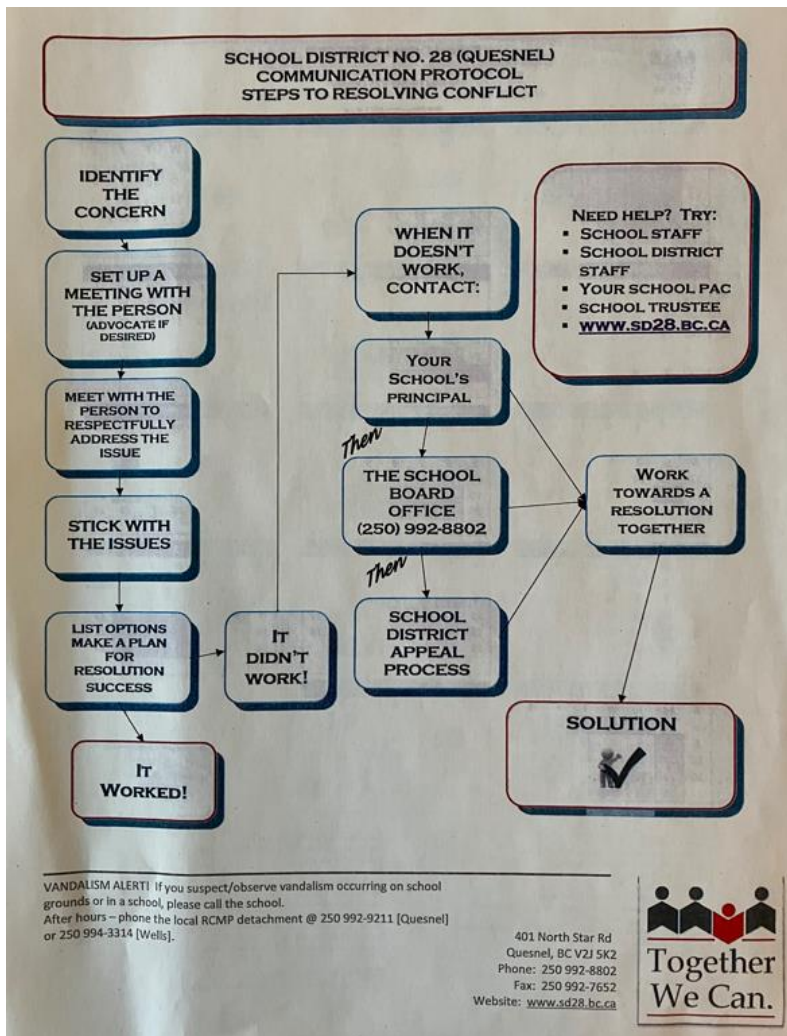 SCHOOL DISTRICT NO. 28 (QUESNEL)
COMMUNICATION PROTOCOL
STEPS TO RESOLVING CONFLICT
IDENTIFY
THE
CONCERN
SET UP A
MEETING WITH
THE PERSON
(ADVOCATE IF
DESIRED)
MEET WITH THE
PERSON TO
RESPECTFULLY
ADDRESS THE
ISSUE
STICK WITH
THE ISSUES
LIST OPTIONS
MAKE A PLAN
FOR
RESOLUTION
SUCCESS
IT
WORKED!
IT
DIDN'T
WORK!
WHEN IT
DOESN'T
WORK,
CONTACT:
YOUR
SCHOOL'S
PRINCIPAL
Then
THE SCHOOL
BOARD
OFFICE
(250) 992-8802
Then
SCHOOL
DISTRICT
APPEAL
PROCESS
NEED HELP? TRY:
▪ SCHOOL STAFF
▪ SCHOOL DISTRICT
STAFF
▪ YOUR SCHOOL PAC
▪ SCHOOL TRUSTEE
▪ WWW.SD28.BC.CA
WORK
TOWARDS A
RESOLUTION
TOGETHER
SOLUTION
VANDALISM ALERT! If you suspect/observe vandalism occurring on school
grounds or in a school, please call the school.
After hours – phone the local RCMP detachment @ 250 992-9211 [Quesnel]
or 250 994-3314 [Wells].
401 North Star Rd
Quesnel, BC V2J 5K2
Phone: 250 992-8802
Fax: 250 992-7652
Website: www.sd28.bc.ca
Together
We Can.